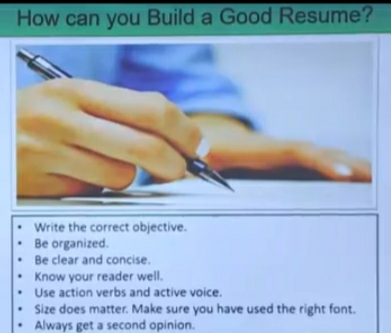 How can you Build a Good Resume?
• Write the correct objective.
• Be organized.
• Be clear and concise.
• Know your reader well.
• Use action verbs and active voice.
• Size does matter. Make sure you have used the right font.
• Always get a second opinion.